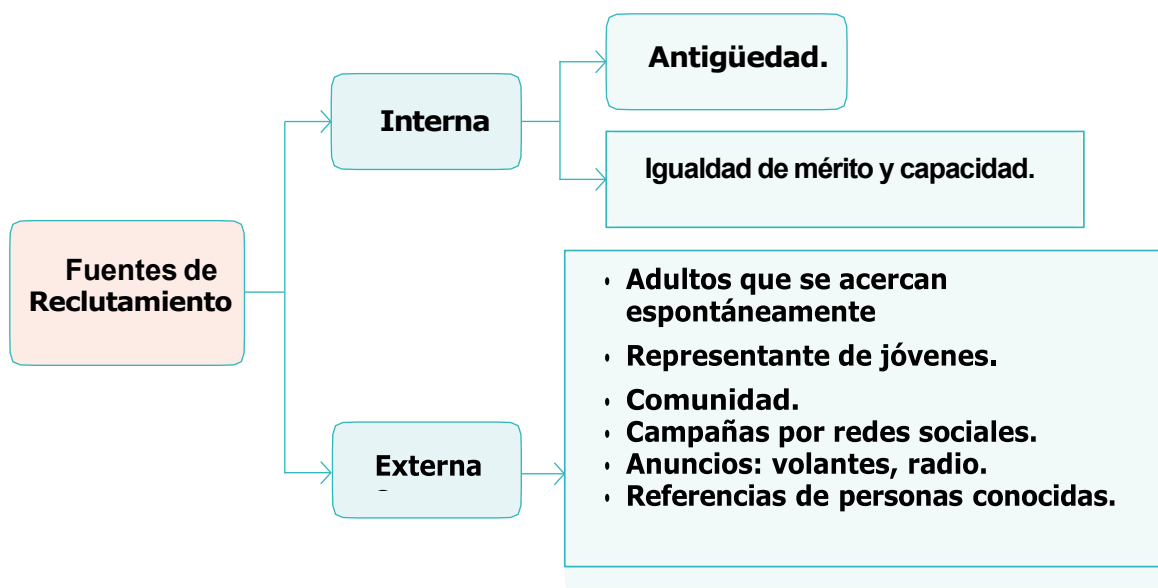 Fuentes de
Reclutamiento
Interna
Antigüedad.
Igualdad de mérito y capacidad.
Externa
• Adultos que se acercan
espontáneamente
• Representante de jóvenes.
• Comunidad.
• Campañas por redes sociales.
• Anuncios: volantes, radio.
• Referencias de personas conocidas.